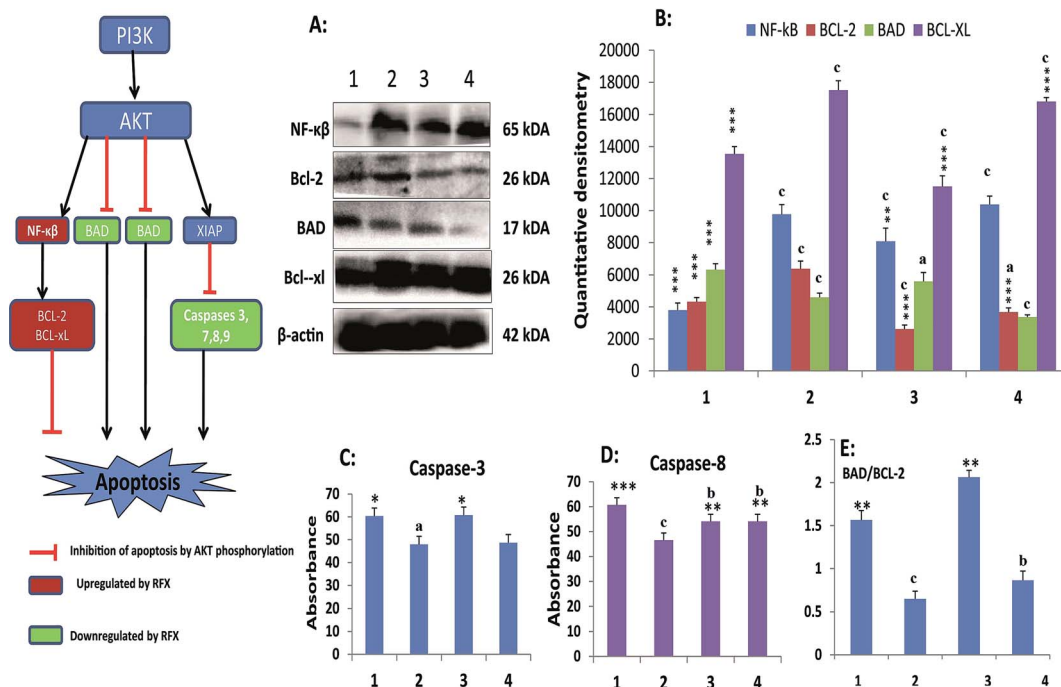 PI3K
AKT
NF-κβ
BAD
BAD
XIAP
BCL-2
BCL-xL
Caspases 3,
7,8,9
Apoptosis
Inhibition of apoptosis by AKT phosphorylation
Upregulated by RFX
Downregulated by RFX
A:
1 2 3 4
NF-κβ 65 kDA
Bcl-2 26 kDA
BAD 17 kDA
Bcl--xl 26 kDA
β-actin 42 kDA
B:
NF-kB BCL-2 BAD BCL-XL
Quantitative densitometry
20000
18000
16000
14000
12000
10000
8000
6000
4000
2000
0
*** *** *** ***
c c c c
c ** c *** a c ***
c a *** c c ***
1 2 3 4
C:
Caspase-3
Absorbance
70
60
50
40
30
20
10
0
* a *
1 2 3 4
D:
Caspase-8
Absorbance
70
60
50
40
30
20
10
0
*** c b ** b **
1 2 3 4
E:
BAD/BCL-2
2.5
2
1.5
1
0.5
0
** c ** b
1 2 3 4